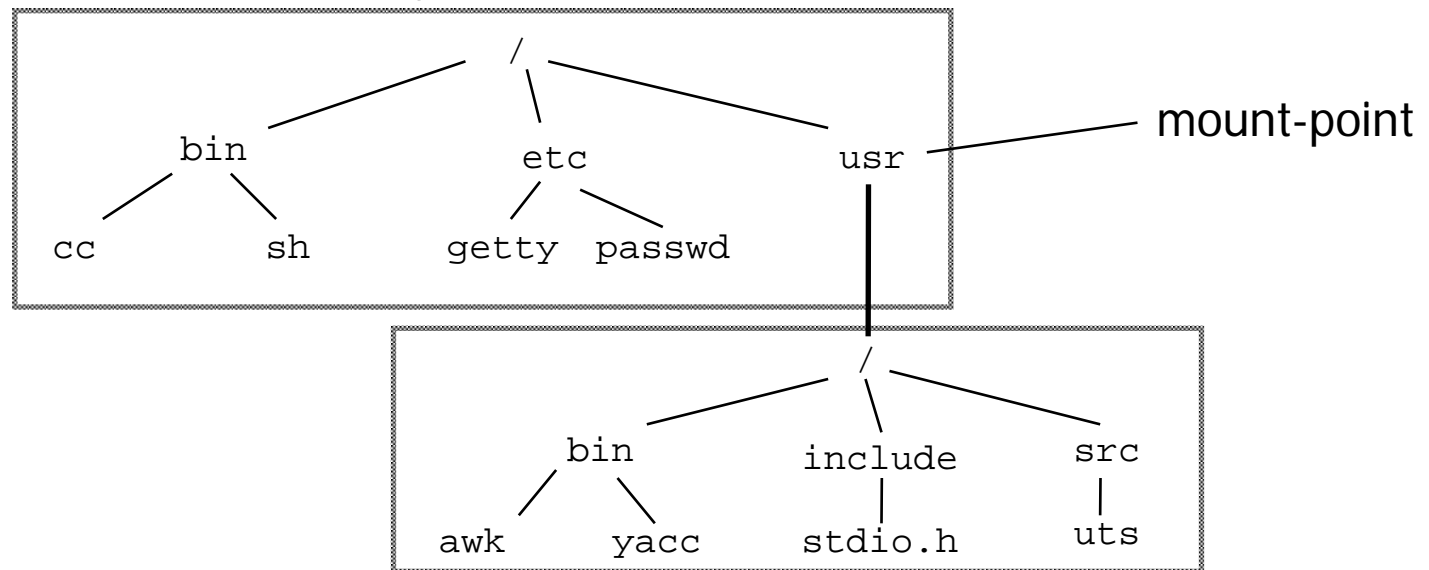 /
mount-point
bin etc usr
cc sh getty passwd
/
bin include src
awk yacc stdio.h uts